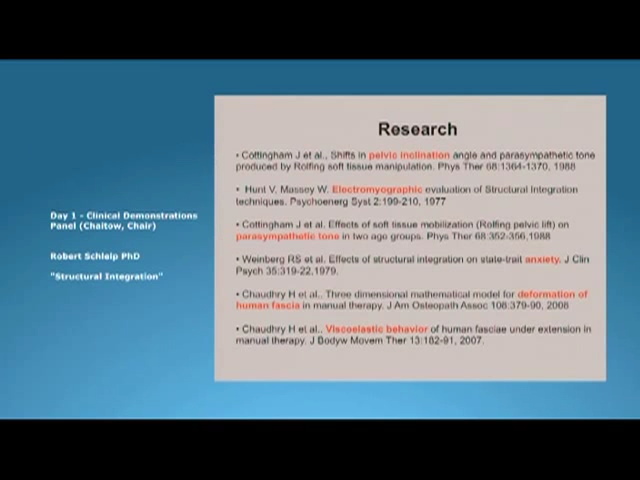 Research
• Cottingham J et al., Shifts in pelvic inclination angle and parasympathetic tone
produced by Rolfing soft tissue manipulation. Phys Ther 68:1364-1370, 1988
• Hunt V, Massey W. Electromyographic evaluation of Structural Integration
techniques. Psychoenerg Syst 2:199-210, 1977
• Cottingham J et al. Effects of soft tissue mobilization (Rolfing pelvic lift) on
parasympathetic tone in two age groups. Phys Ther 68:352-356,1988
• Weinberg RS et al. Effects of structural integration on state-trait anxiety. J Clin
Psych 35:319-22,1979.
• Chaudhry H et al., Three dimensional mathematical model for deformation of
human fascia in manual therapy. J Am Osteopath Assoc 108:379-90, 2008
• Chaudhry H et al., Viscoelastic behavior of human fasciae under extension in
manual therapy. J Bodyw Movem Ther 13:182-91, 2007.
Day 1 - Clinical Demonstrations
Panel (Chaitow, Chair)
Robert Schleip PhD
"Structural Integration"